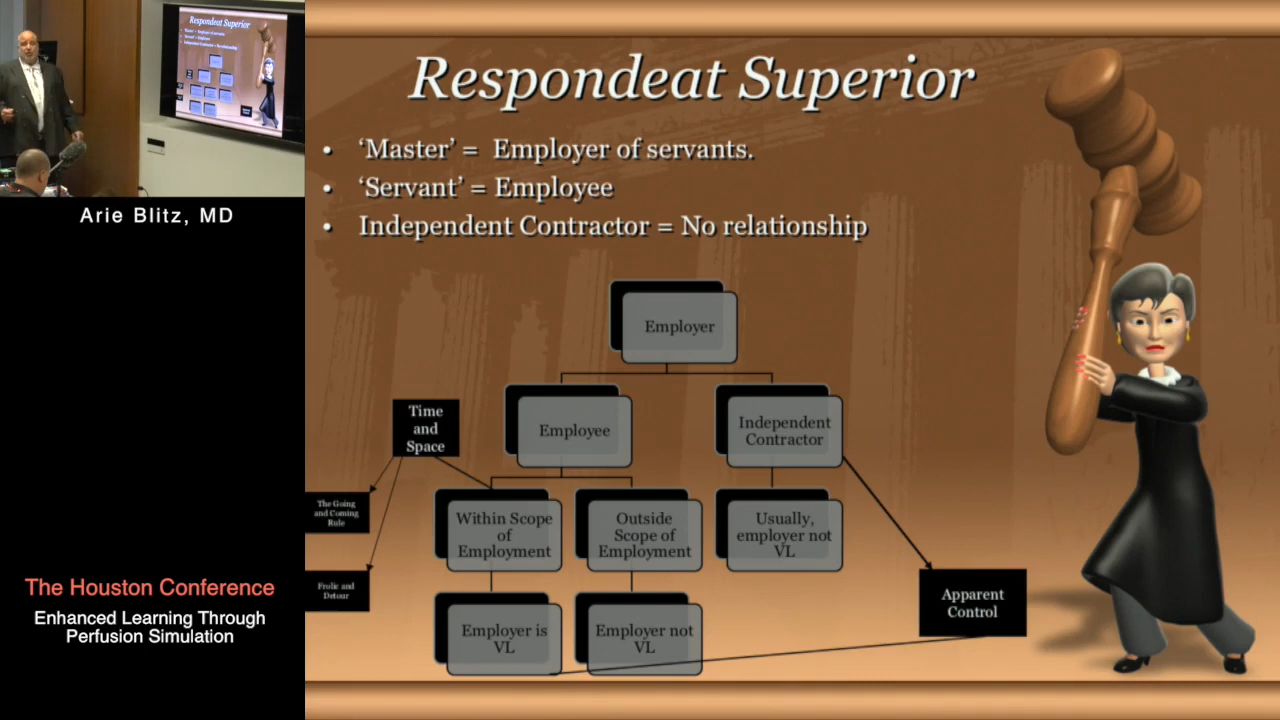 Respondeat Superior
• 'Master' = Employer of servants.
• 'Servant' = Employee
• Independent Contractor = No relationship
Employer
Employee
Independent
Contractor
Time
and
Space
The Going
and Coming
Rule
Frolic and
Detour
Within Scope
of
Employment
Outside
Scope of
Employment
Usually,
employer not
VL
Employer is
VL
Employer not
VL
Apparent
Control
Respondeat Superior
Arie Blitz, MD
The Houston Conference
Enhanced Learning Through
Perfusion Simulation